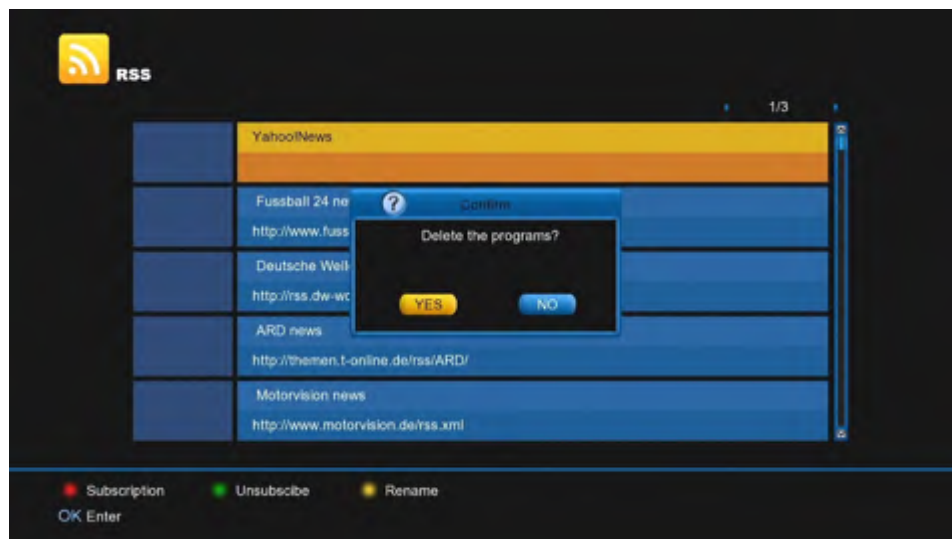 RSS
1/3
Yahoo!News
Fussball 24 ne
http://www.fuss
Confirm
Delete the programs?
Deutsche Well
http://rss.dw-wo
YES NO
ARD news
http://themen.t-online.de/rss/ARD/
Motorvision news
http://www.motorvision.de/rss.xml
Subscription Unsubscibe Rename
OK Enter